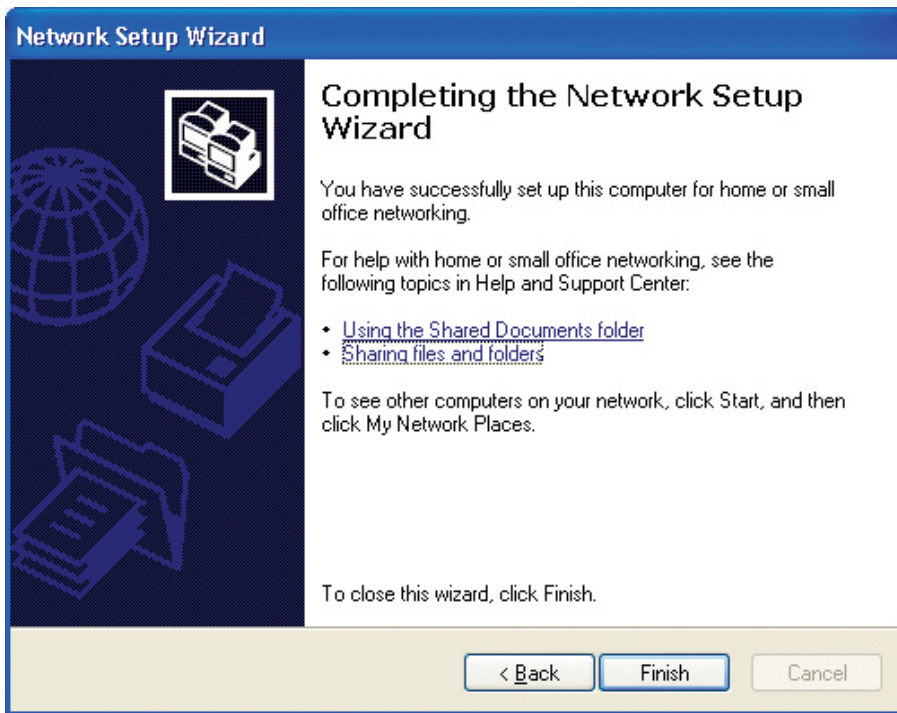 Network Setup Wizard
Completing the Network Setup
Wizard
You have successfully set up this computer for home or small
office networking.
For help with home or small office networking, see the
following topics in Help and Support Center:
• Using the Shared Documents folder
• Sharing files and folders
To see other computers on your network, click Start, and then
click My Network Places.
To close this wizard, click Finish.
< Back
Finish
Cancel